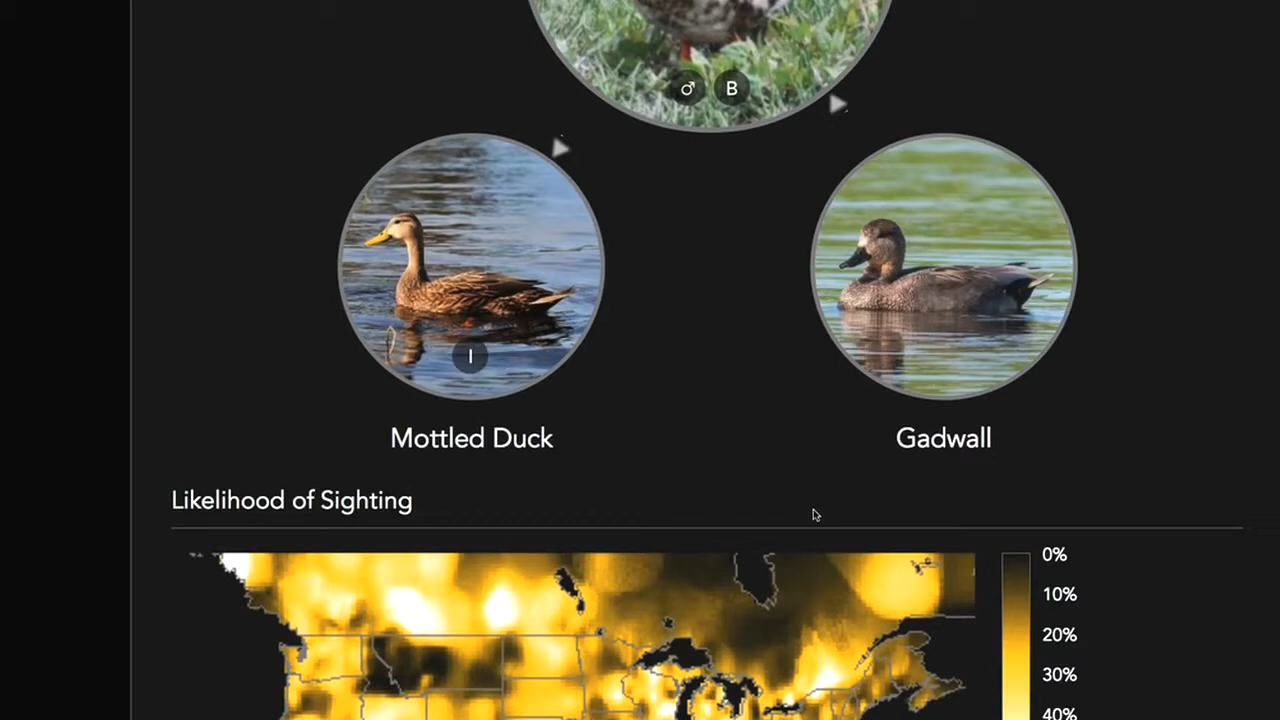 ♂ B
I
Mottled Duck
Gadwall
Likelihood of Sighting
0%
10%
20%
30%
40%